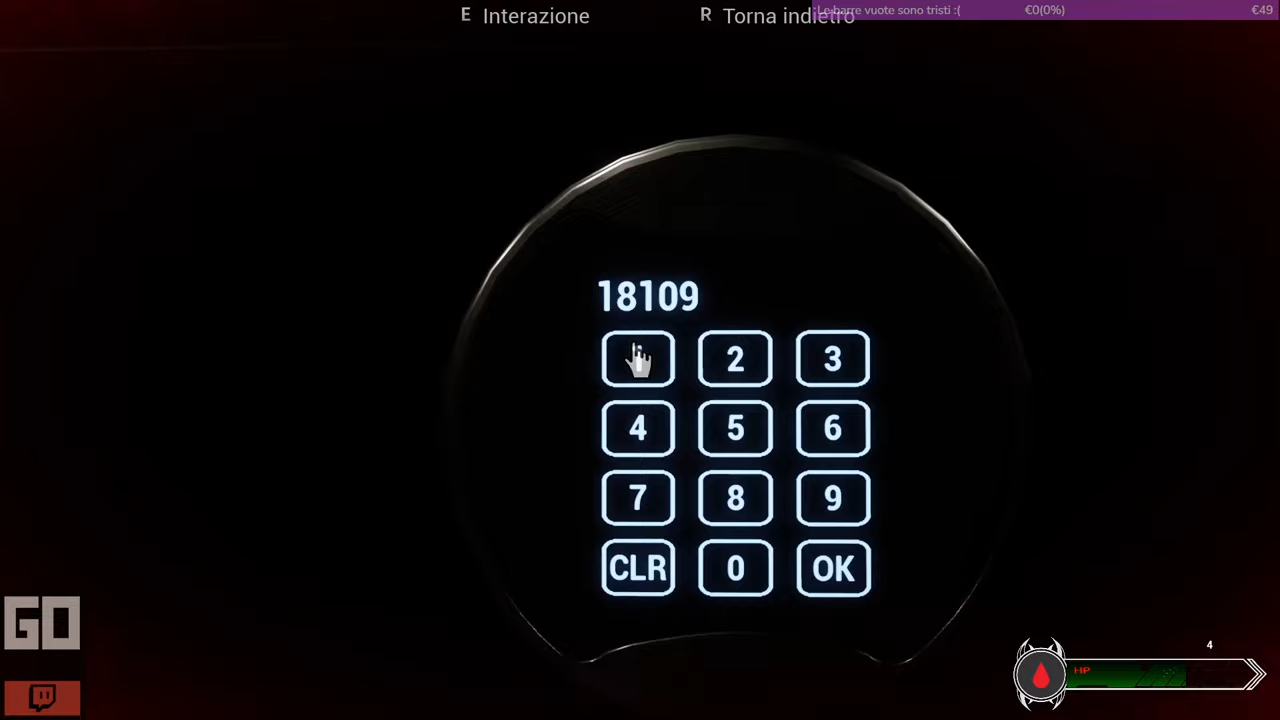 E Interazione R Torna indietro
Le barre vuote sono tristi :( €0(0%) €49
18109
2 3
4 5 6
7 8 9
CLR 0 OK
GO
4
HP